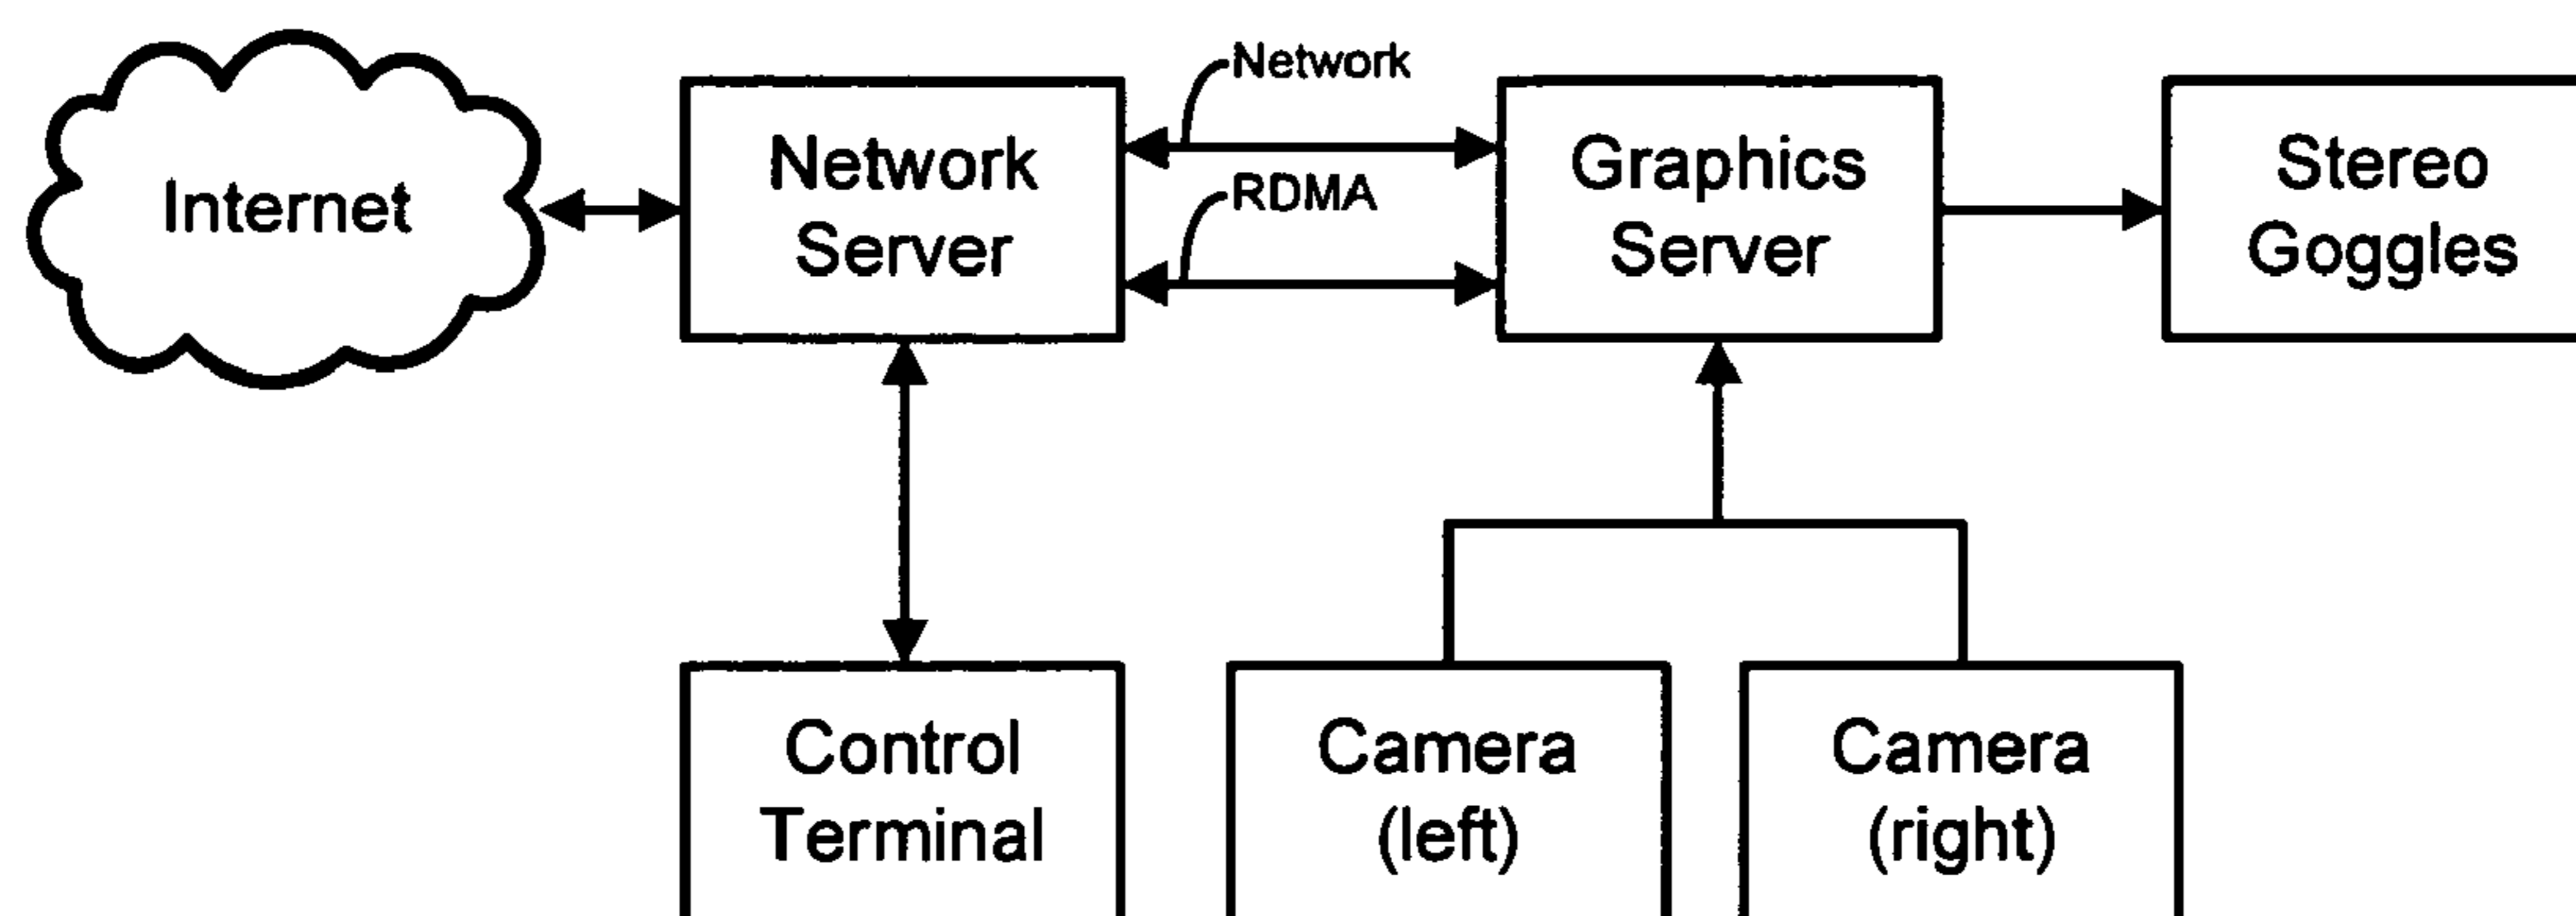 Internet
Network
Server
Network
RDMA
Graphics
Server
Stereo
Goggles
Control
Terminal
Camera
(left)
Camera
(right)